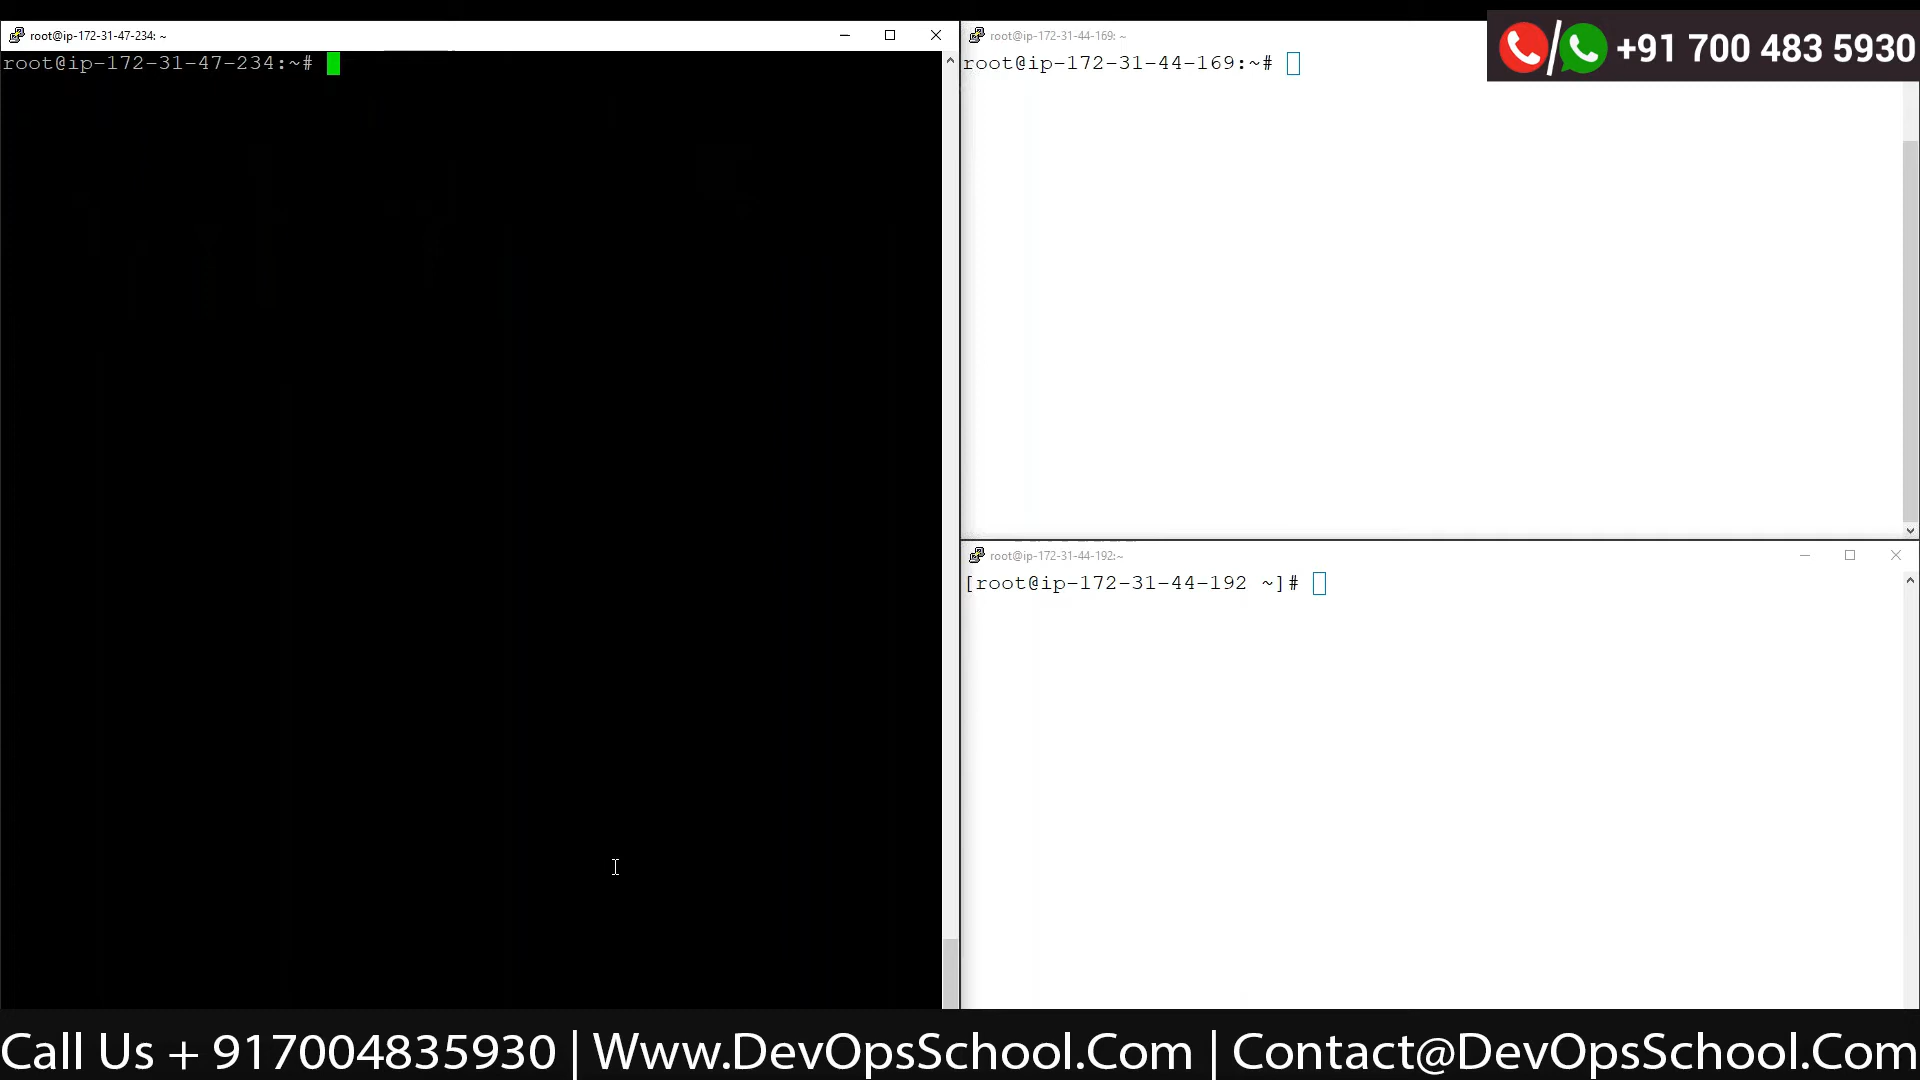 root@ip-172-31-47-234: ~
root@ip-172-31-47-234:~#
root@ip-172-31-44-169: ~
root@ip-172-31-44-169:~#
+91 700 483 5930
root@ip-172-31-44-192:~
[root@ip-172-31-44-192 ~]#
Call Us + 917004835930 | Www.DevOpsSchool.Com | Contact@DevOpsSchool.Com